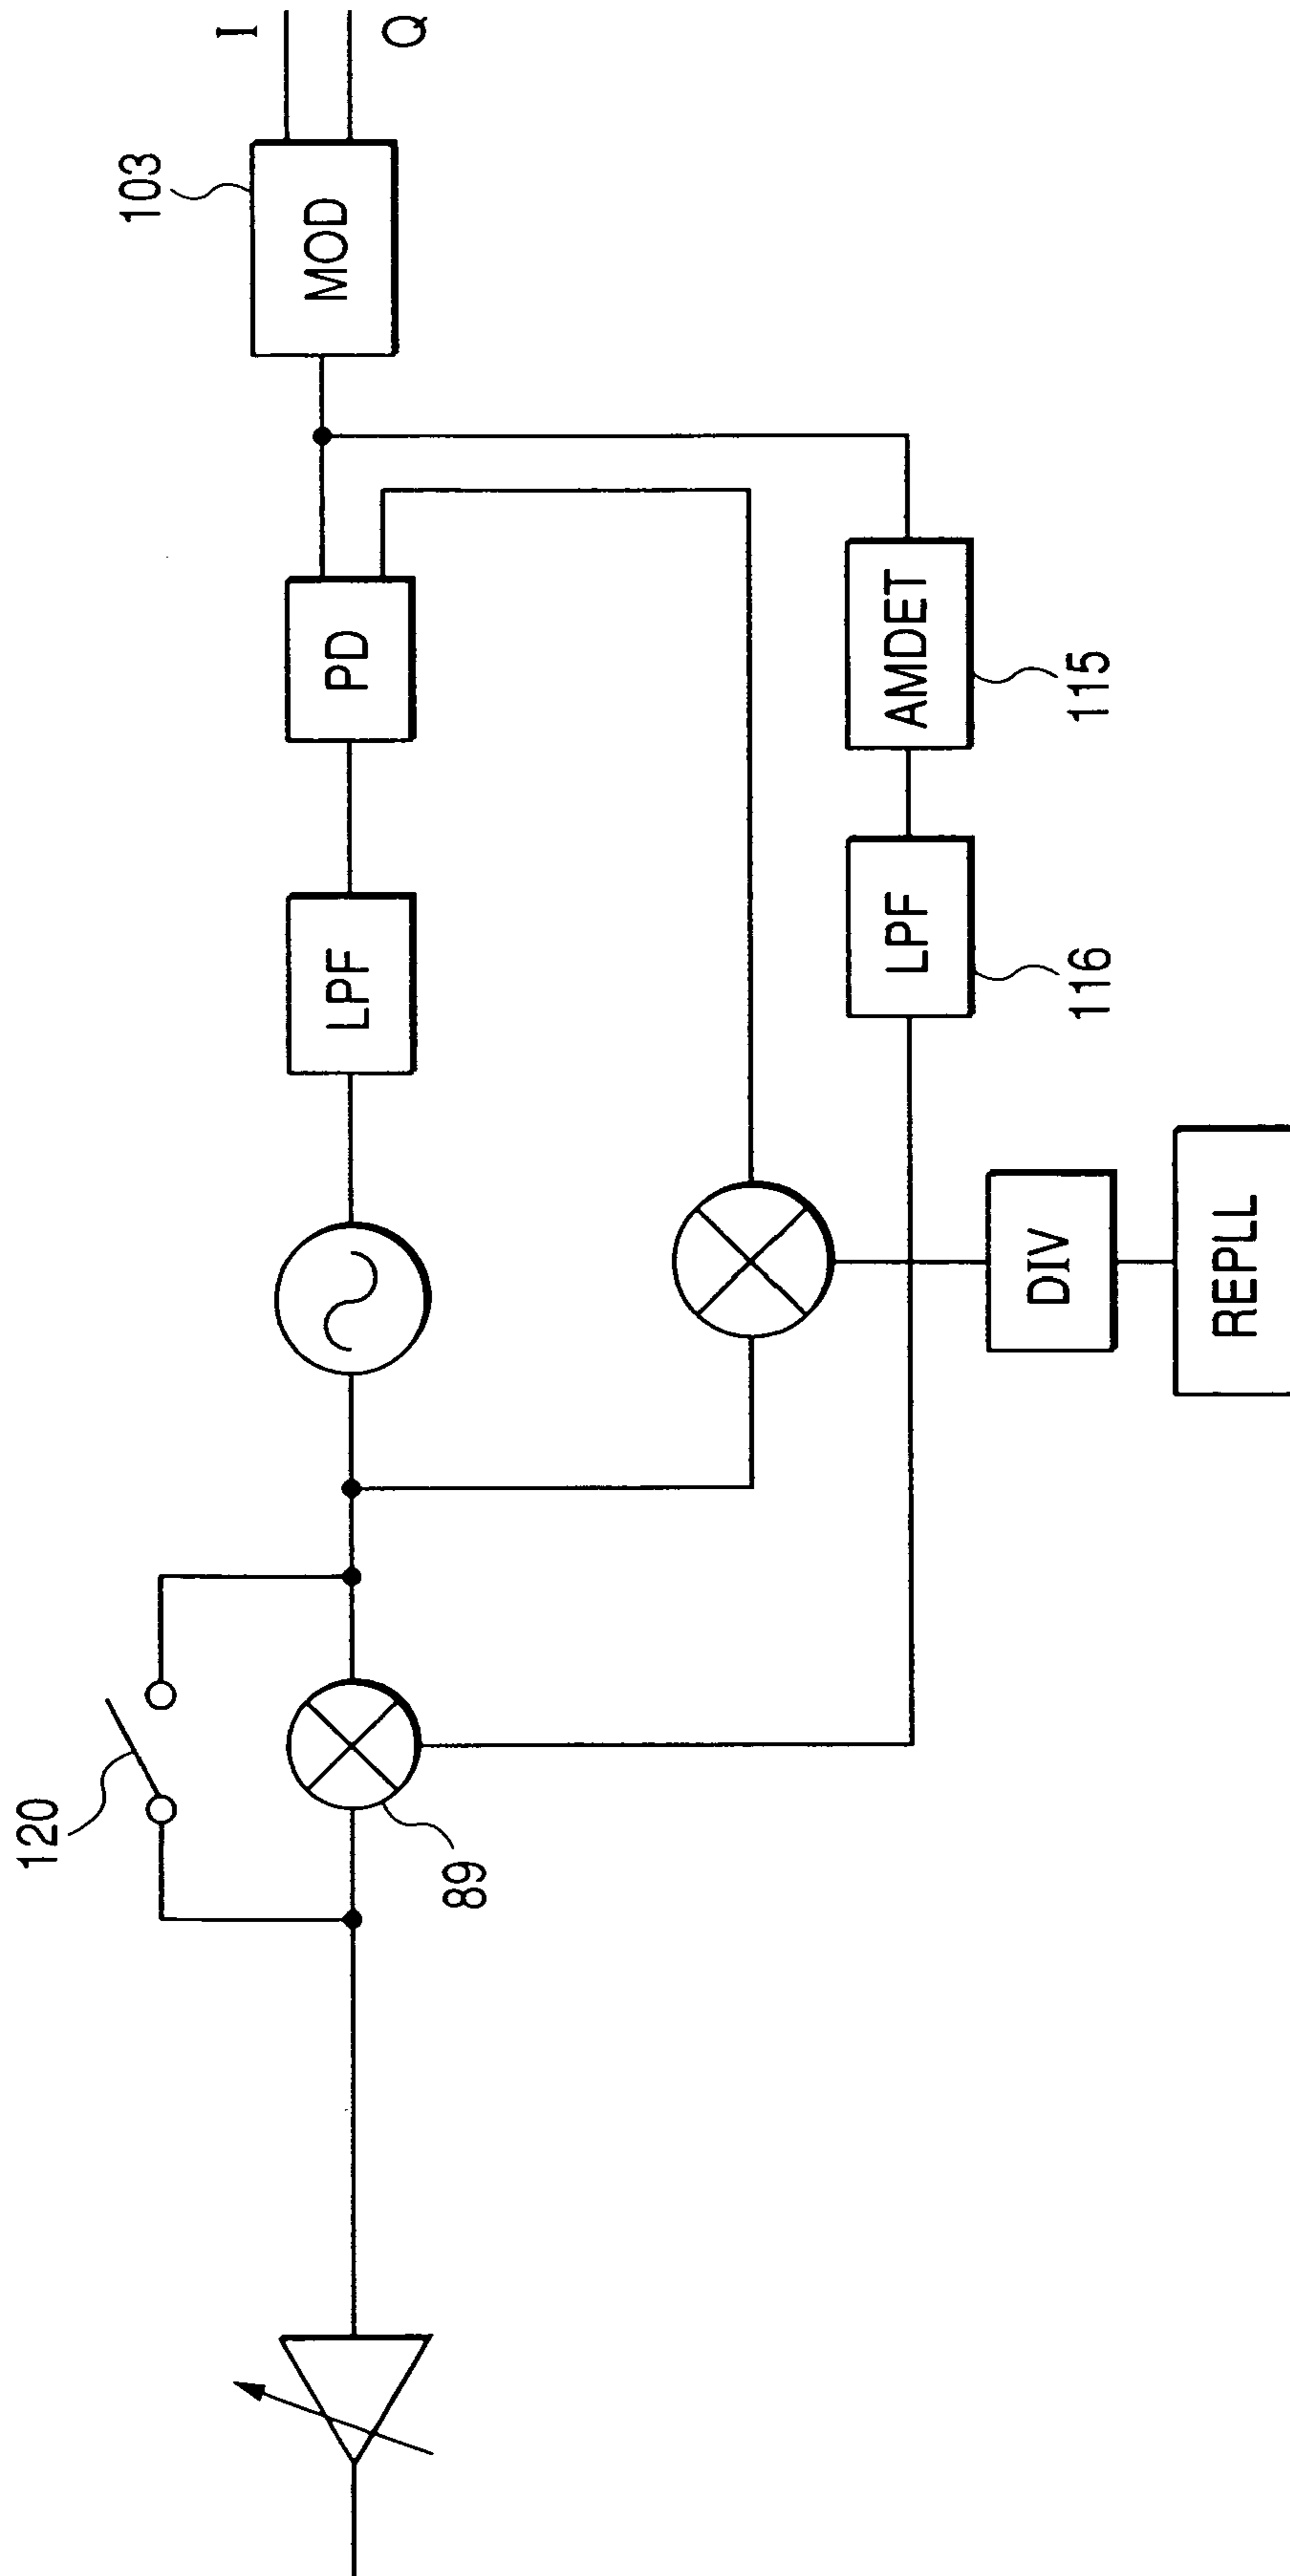 I
Q
103
MOD
PD
AMDET
115
LPF
LPF
116
DIV
REPLL
120
89